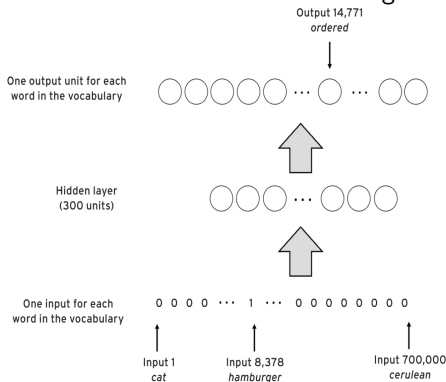 Output 14,771
ordered
One output unit for each
word in the vocabulary
...
...
Hidden layer
(300 units)
...
One input for each
word in the vocabulary
0 0 0 0 ... 1 ... 0 0 0 0 0 0 0 0
Input 1
cat
Input 8,378
hamburger
Input 700,000
cerulean